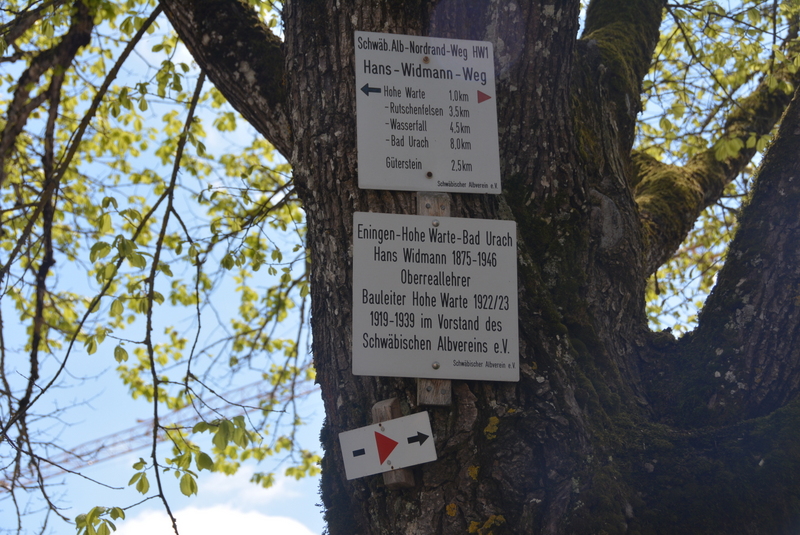 Schwäb.Alb-Nordrand-Weg HW1
Hans-Widmann-Weg
Hohe Warte 1,0km
-Rutschenfelsen 3,5km
-Wasserfall 4,5km
-Bad Urach 8,0km
Güterstein 2,5km
Schwäbischer Albverein e.V.
Eningen-Hohe Warte-Bad Urach
Hans Widmann 1875-1946
Oberreallehrer
Bauleiter Hohe Warte 1922/23
1919-1939 im Vorstand des
Schwäbischen Albvereins e.V.
Schwäbischer Albverein e.V.